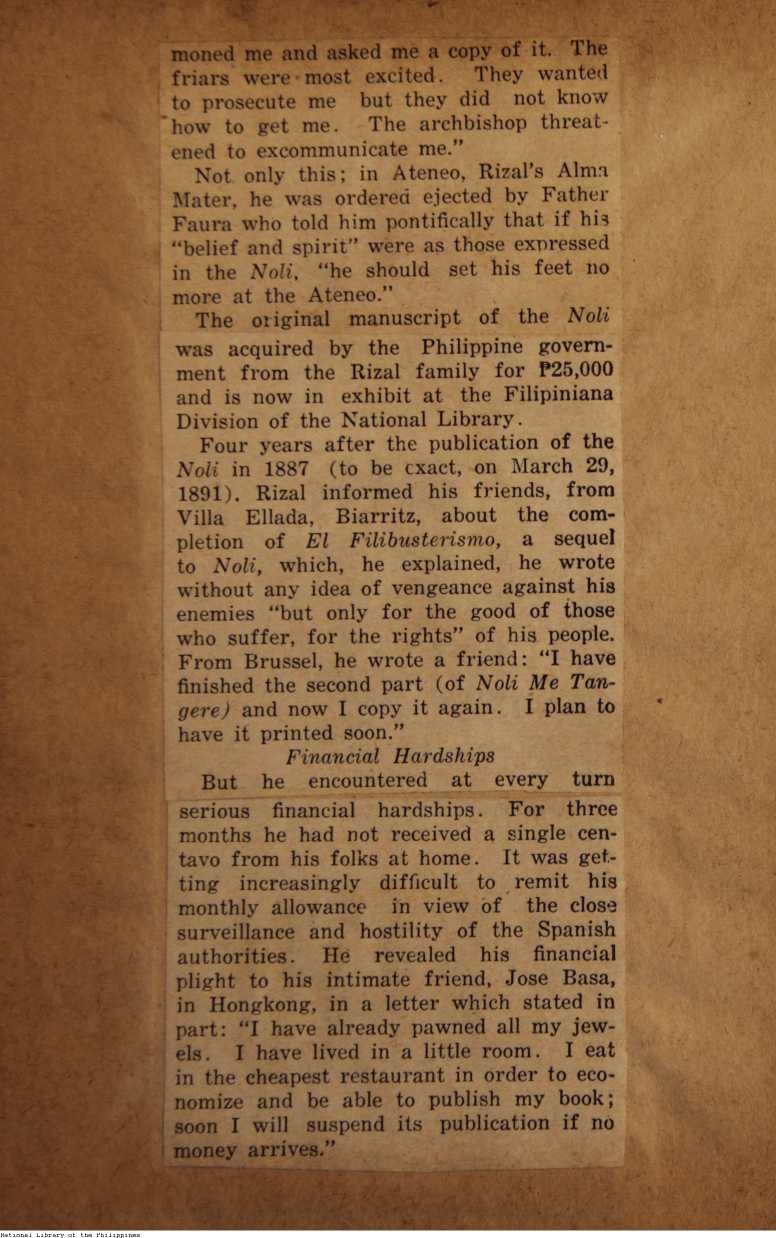 moned me and asked me a copy of it. The
friars were most excited. They wanted
to prosecute me but they did not know
how to get me. The archbishop threat-
ened to excommunicate me."
Not only this; in Ateneo, Rizal's Alma
Mater, he was ordered ejected by Father
Faura who told him pontifically that if his
"belief and spirit" were as those expressed
in the Noli, "he should set his feet no
more at the Ateneo."
The original manuscript of the Noli
was acquired by the Philippine govern-
ment from the Rizal family for ₱25,000
and is now in exhibit at the Filipiniana
Division of the National Library.
Four years after the publication of the
Noli in 1887 (to be exact, on March 29,
1891). Rizal informed his friends, from
Villa Ellada, Biarritz, about the com-
pletion of El Filibusterismo, a sequel
to Noli, which, he explained, he wrote
without any idea of vengeance against his
enemies "but only for the good of those
who suffer, for the rights" of his people.
From Brussel, he wrote a friend: "I have
finished the second part (of Noli Me Tan-
gere) and now I copy it again. I plan to
have it printed soon."
Financial Hardships
But he encountered at every turn
serious financial hardships. For three
months he had not received a single cen-
tavo from his folks at home. It was get-
ting increasingly difficult to remit his
monthly allowance in view of the close
surveillance and hostility of the Spanish
authorities. He revealed his financial
plight to his intimate friend, Jose Basa,
in Hongkong, in a letter which stated in
part: "I have already pawned all my jew-
els. I have lived in a little room. I eat
in the cheapest restaurant in order to eco-
nomize and be able to publish my book;
soon I will suspend its publication if no
money arrives."
National Library of the Philippines